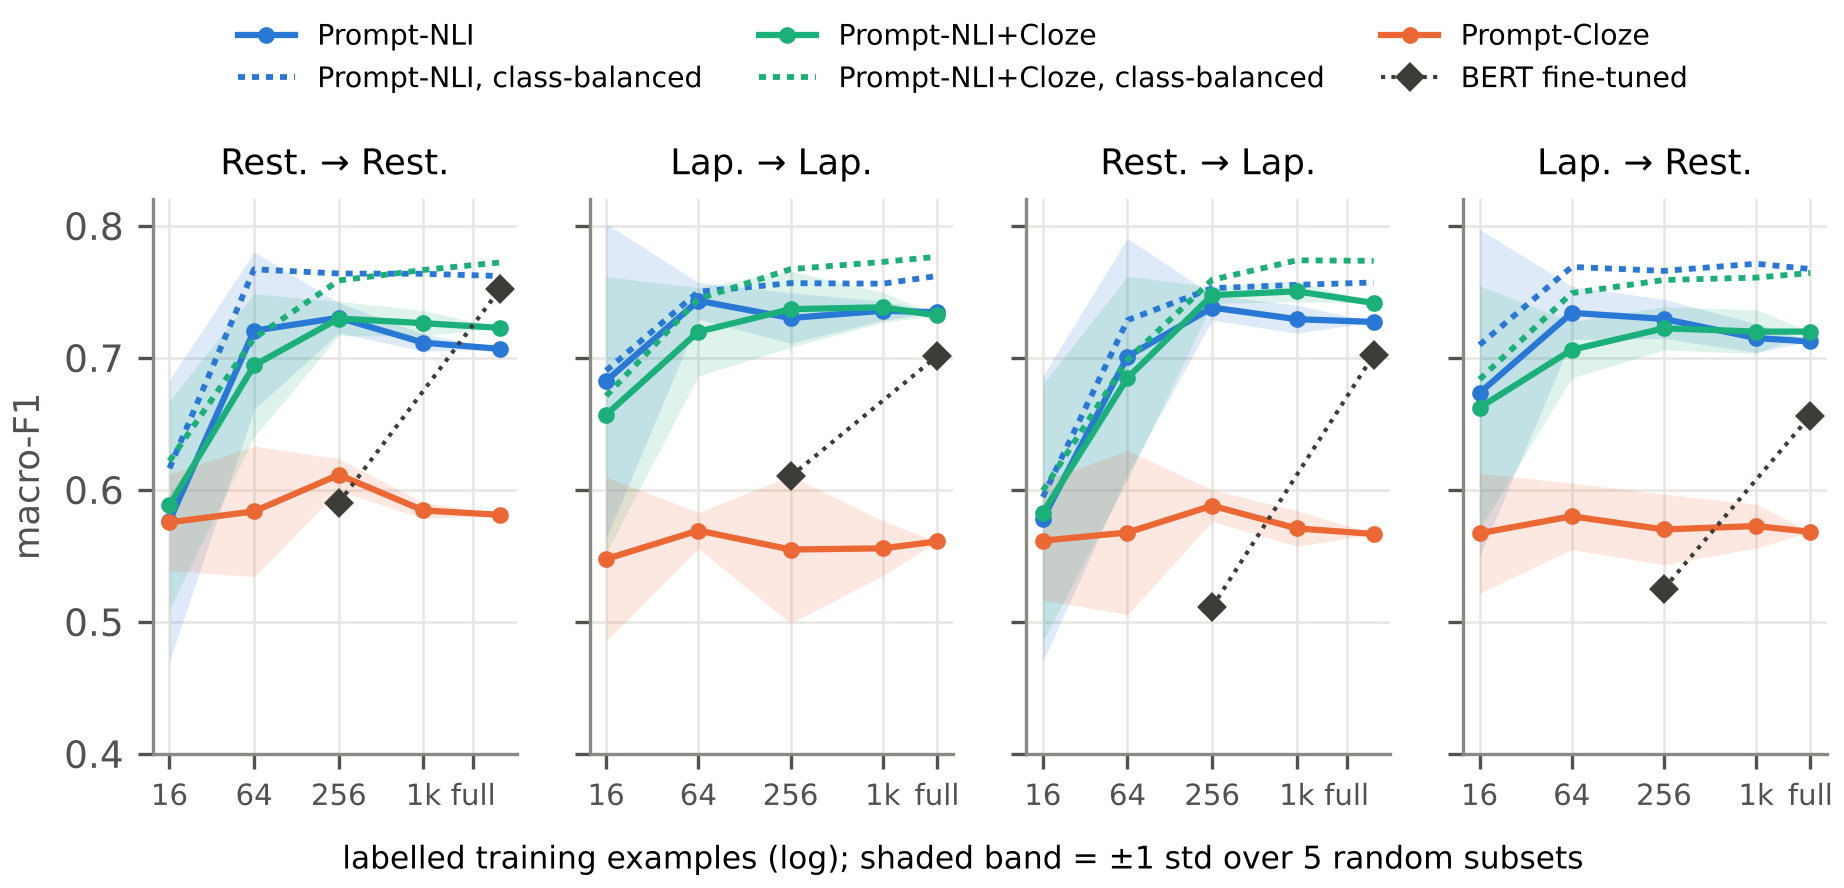 Prompt-NLI
Prompt-NLI+Cloze
Prompt-Cloze
Prompt-NLI, class-balanced
Prompt-NLI+Cloze, class-balanced
BERT fine-tuned
Rest. → Rest.
Lap. → Lap.
Rest. → Lap.
Lap. → Rest.
macro-F1
0.8
0.7
0.6
0.5
0.4
16 64 256 1k full
16 64 256 1k full
16 64 256 1k full
16 64 256 1k full
labelled training examples (log); shaded band = ±1 std over 5 random subsets